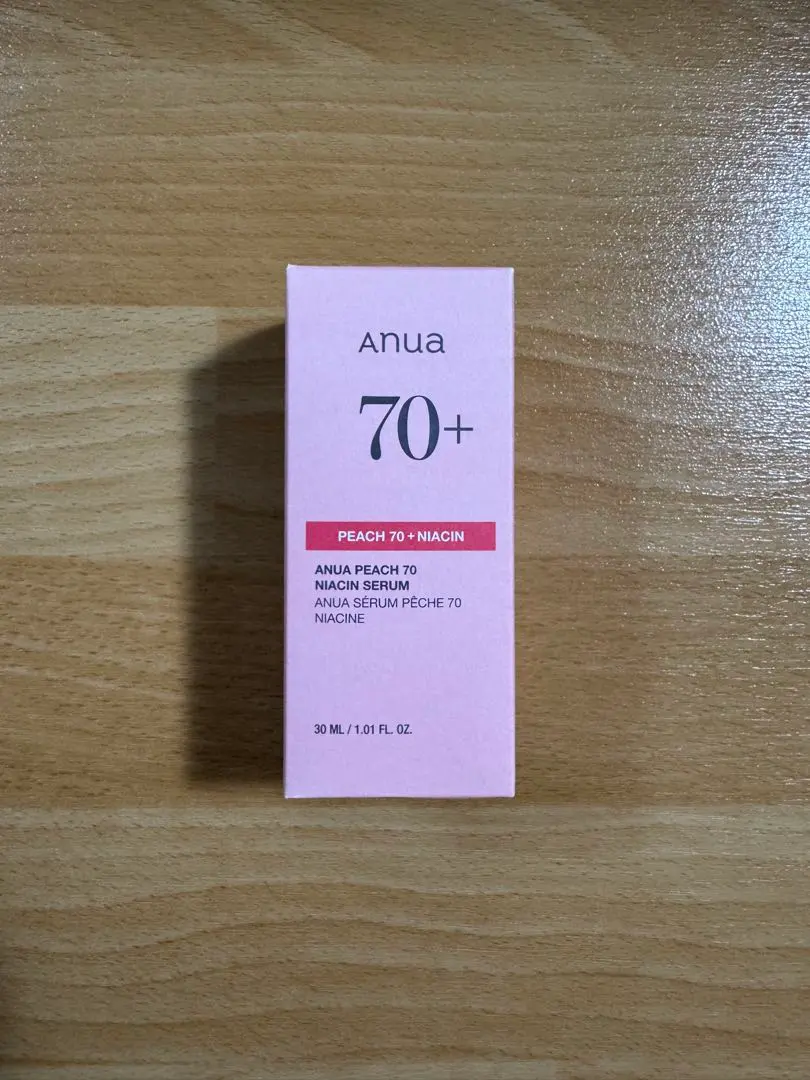 Anua
70+
PEACH 70 + NIACIN
ANUA PEACH 70
NIACIN SERUM
ANUA SÉRUM PÊCHE 70
NIACINE
30 ML / 1.01 FL. OZ.